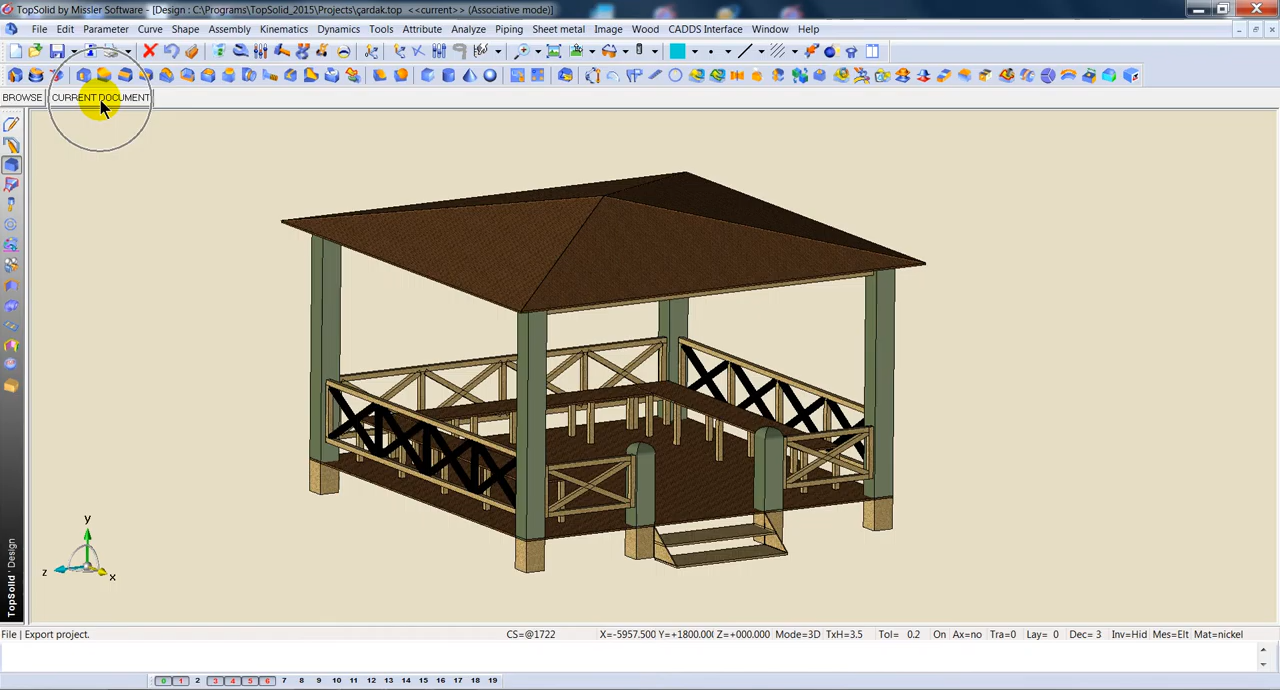 TopSolid by Missler Software - [Design : C:\Programs\TopSolid_2015\Projects\çardak.top <<current>> (Associative mode)]
File Edit Parameter Curve Shape Assembly Kinematics Dynamics Tools Attribute Analyze Piping Sheet metal Image Wood CADDS Interface Window Help
BROWSE CURRENT DOCUMENT
y
z
x
TopSolid'Design
File | Export project. CS=@1722 X=-5957.500 Y=+1800.000 Z=+000.000 Mode=3D TxH=3.5 Tol= 0.2 On Ax=no Tra=0 Lay= 0 Dec= 3 Inv=Hid Mes=Elt Mat=nickel
0 1 2 3 4 5 6 7 8 9 10 11 12 13 14 15 16 17 18 19